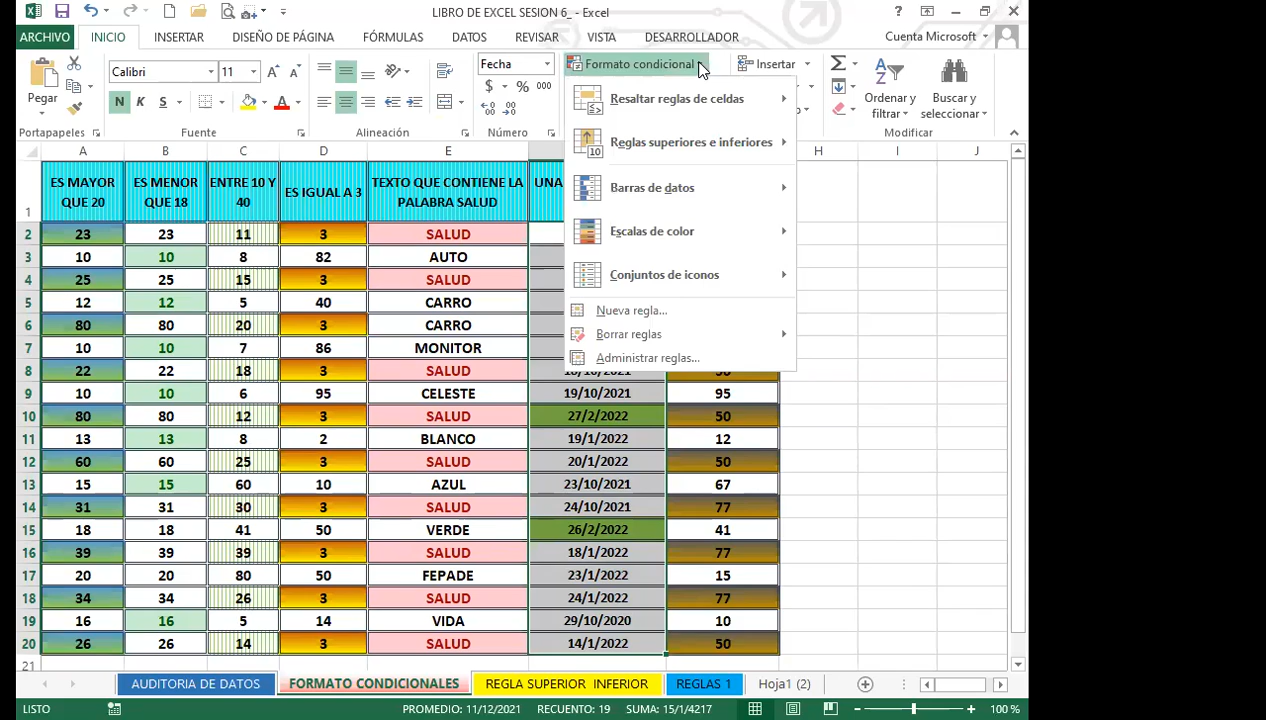 LIBRO DE EXCEL SESION 6_ - Excel
ARCHIVO INICIO INSERTAR DISEÑO DE PÁGINA FÓRMULAS DATOS REVISAR VISTA DESARROLLADOR Cuenta Microsoft
Calibri 11 Fecha Formato condicional Insertar
Pegar N K S $ % 000 Ordenar y filtrar Buscar y seleccionar
Portapapeles Fuente Alineación Número Modificar
Resaltar reglas de celdas
Reglas superiores e inferiores
Barras de datos
Escalas de color
Conjuntos de iconos
Nueva regla...
Borrar reglas
Administrar reglas...
A B C D E H I J
1 ES MAYOR QUE 20 ES MENOR QUE 18 ENTRE 10 Y 40 ES IGUAL A 3 TEXTO QUE CONTIENE LA PALABRA SALUD UNA
2 23 23 11 3 SALUD
3 10 10 8 82 AUTO
4 25 25 15 3 SALUD
5 12 12 5 40 CARRO
6 80 80 20 3 CARRO
7 10 10 7 86 MONITOR
8 22 22 18 3 SALUD
9 10 10 6 95 CELESTE 19/10/2021 95
10 80 80 12 3 SALUD 27/2/2022 50
11 13 13 8 2 BLANCO 19/1/2022 12
12 60 60 25 3 SALUD 20/1/2022 50
13 15 15 60 10 AZUL 23/10/2021 67
14 31 31 30 3 SALUD 24/10/2021 77
15 18 18 41 50 VERDE 26/2/2022 41
16 39 39 39 3 SALUD 18/1/2022 77
17 20 20 80 50 FEPADE 23/1/2022 15
18 34 34 26 3 SALUD 24/1/2022 77
19 16 16 5 14 VIDA 29/10/2020 10
20 26 26 14 3 SALUD 14/1/2022 50
21
AUDITORIA DE DATOS FORMATO CONDICIONALES REGLA SUPERIOR INFERIOR REGLAS 1 Hoja1 (2)
LISTO PROMEDIO: 11/12/2021 RECUENTO: 19 SUMA: 15/1/4217 100 %